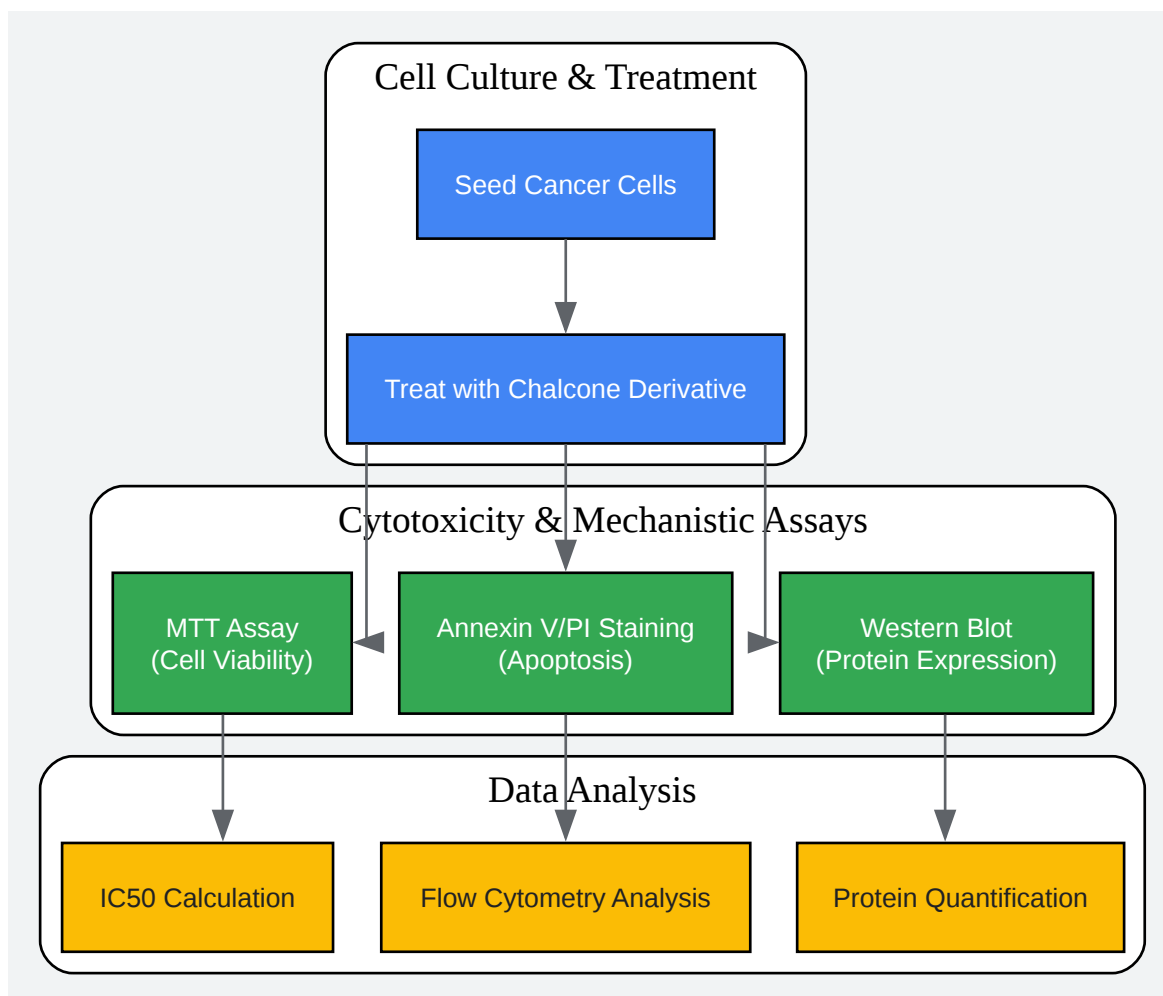 Cell Culture & Treatment
Seed Cancer Cells
Treat with Chalcone Derivative
Cytotoxicity & Mechanistic Assays
MTT Assay
(Cell Viability)
Annexin V/PI Staining
(Apoptosis)
Western Blot
(Protein Expression)
Data Analysis
IC50 Calculation
Flow Cytometry Analysis
Protein Quantification